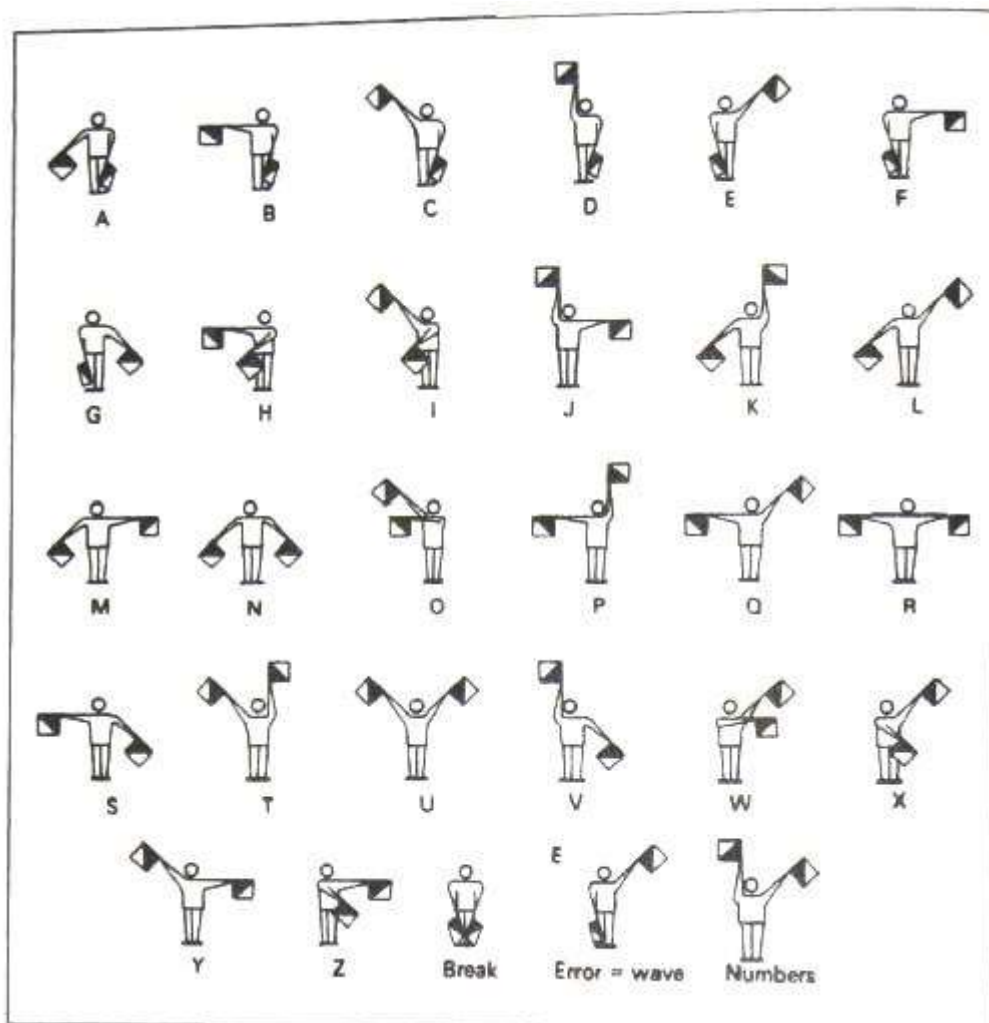 A B C D E F
G H I J K L
M N O P Q R
S T U V W X
E
Y Z Break Error = wave Numbers